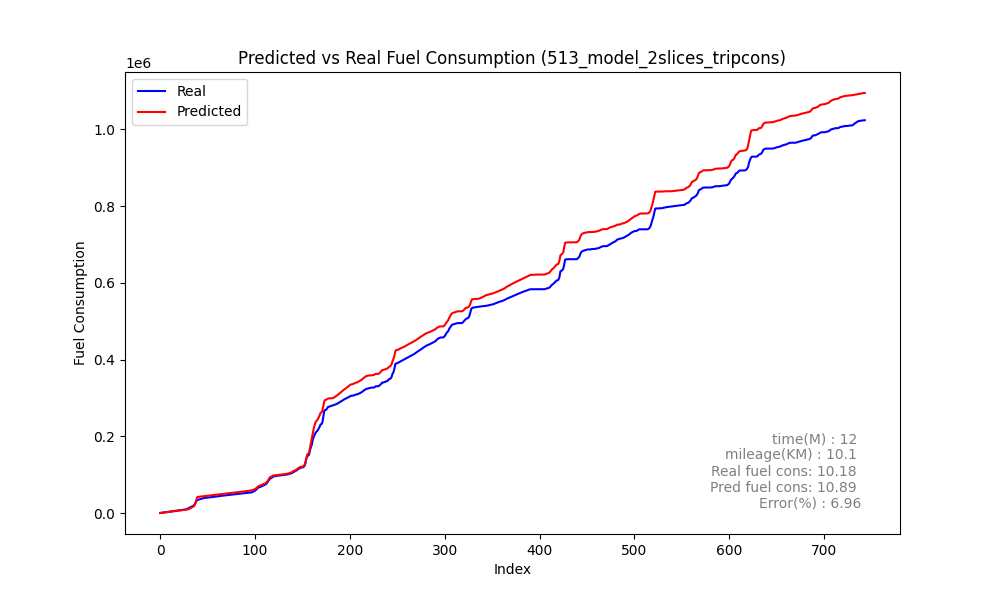 Predicted vs Real Fuel Consumption (513_model_2slices_tripcons)
1e6
Real
Predicted
1.0
0.8
0.6
0.4
0.2
0.0
Fuel Consumption
time(M) : 12
mileage(KM) : 10.1
Real fuel cons: 10.18
Pred fuel cons: 10.89
Error(%) : 6.96
0 100 200 300 400 500 600 700
Index